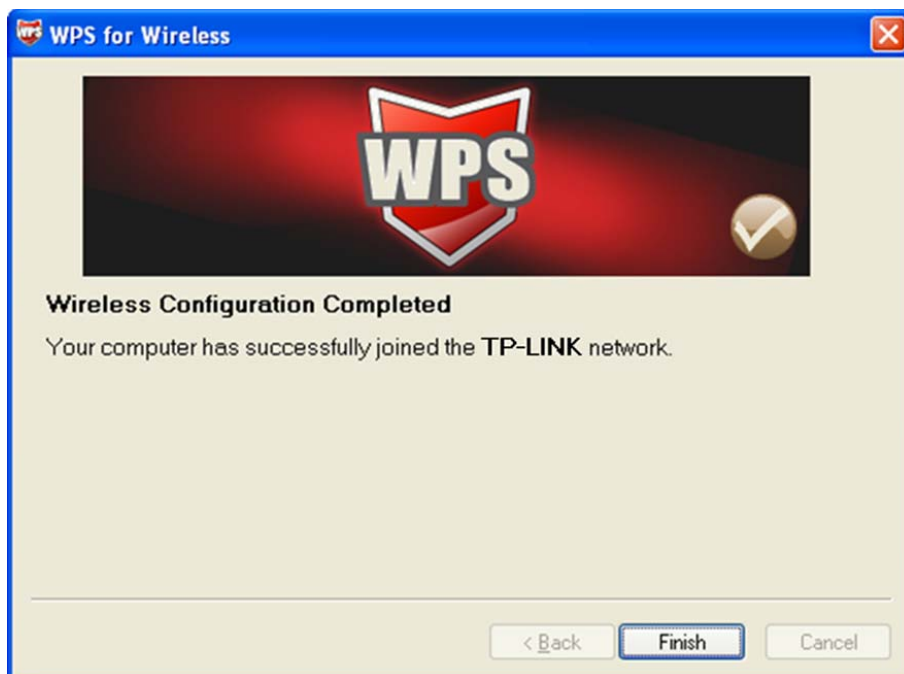 WPS for Wireless
WPS
Wireless Configuration Completed
Your computer has successfully joined the TP-LINK network.
< Back
Finish
Cancel